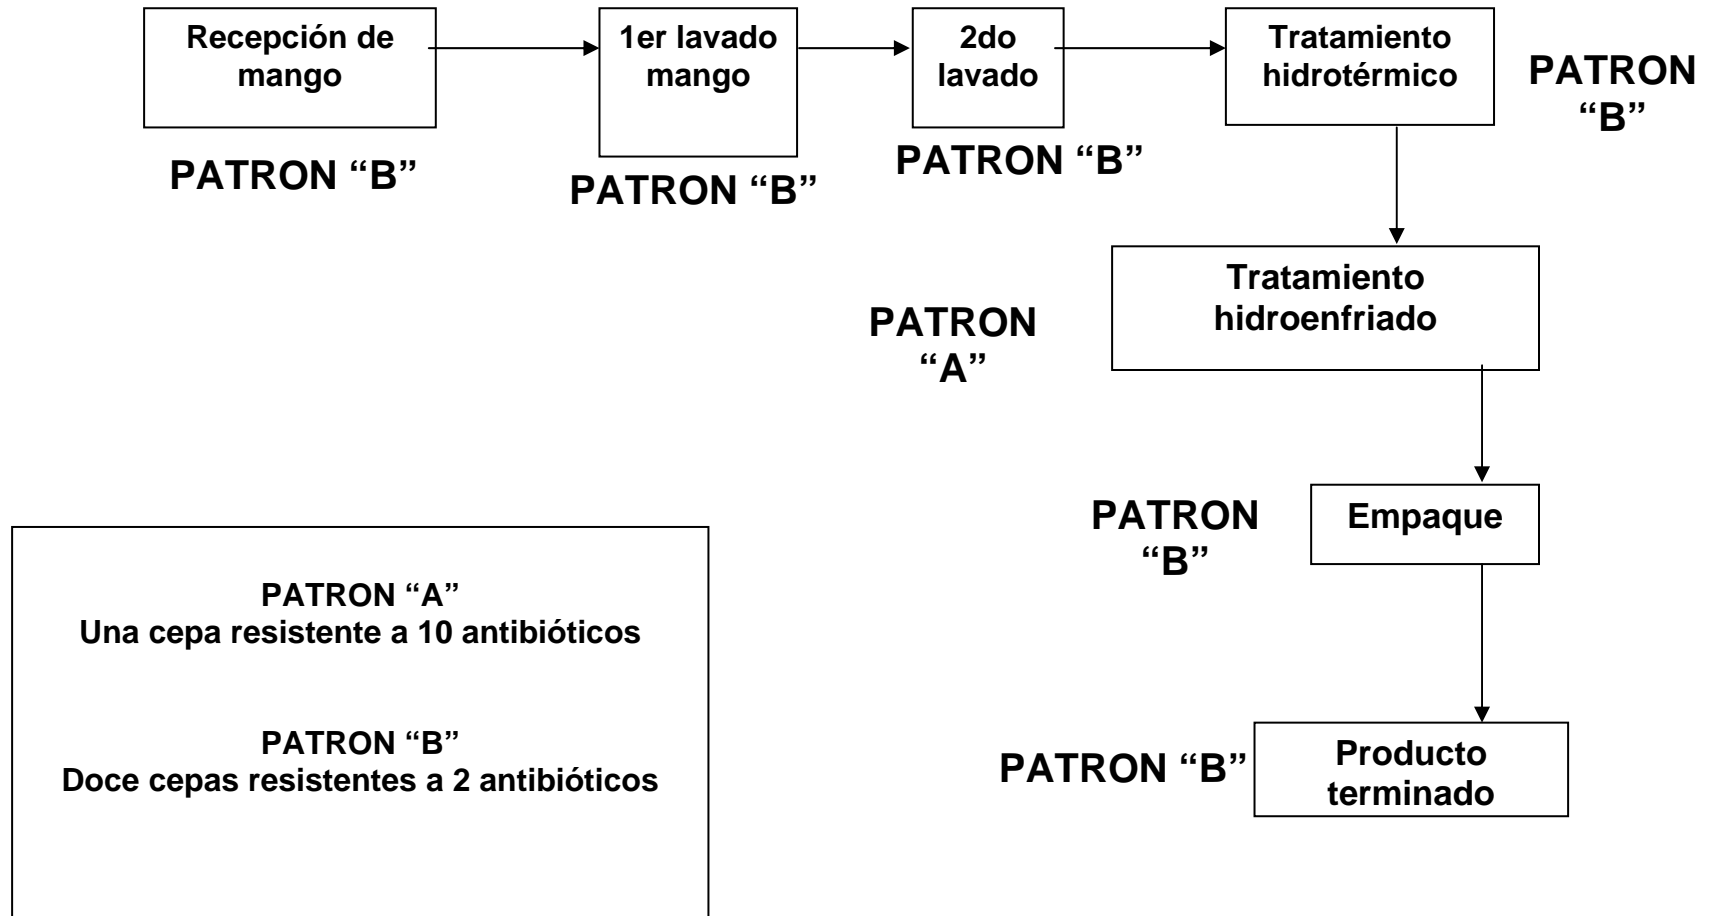 Recepción de
mango
1er lavado
mango
2do
lavado
Tratamiento
hidrotérmico
PATRON
“B”
PATRON “B”
PATRON “B”
PATRON “B”
Tratamiento
hidroenfriado
PATRON
“A”
PATRON
“B”
Empaque
PATRON “A”
Una cepa resistente a 10 antibióticos
PATRON “B”
Doce cepas resistentes a 2 antibióticos
PATRON “B”
Producto
terminado